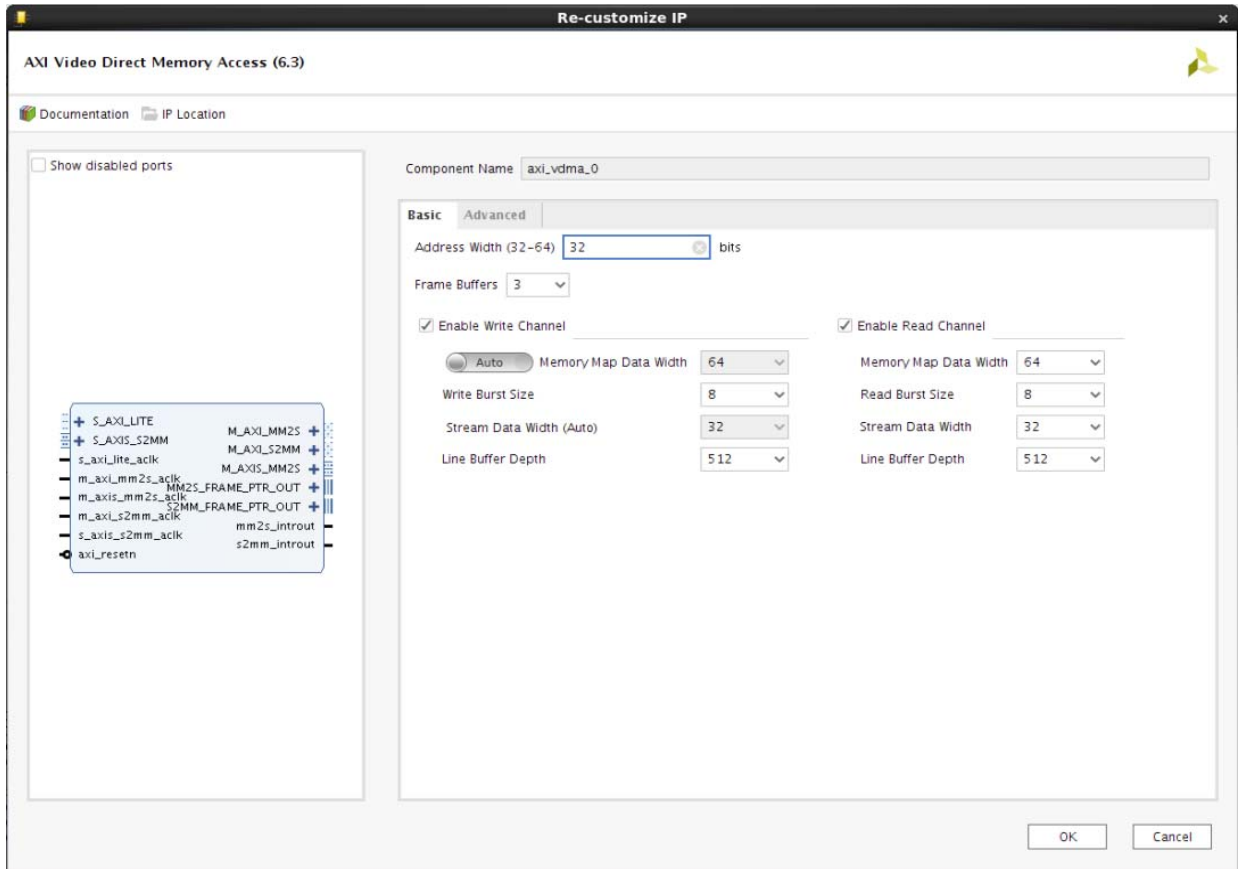 Re-customize IP
AXI Video Direct Memory Access (6.3)
Documentation IP Location
Show disabled ports
S_AXI_LITE
S_AXIS_S2MM
s_axi_lite_aclk
m_axi_mm2s_aclk
m_axis_mm2s_aclk
m_axi_s2mm_aclk
s_axis_s2mm_aclk
axi_resetn
M_AXI_MM2S
M_AXI_S2MM
M_AXIS_MM2S
MM2S_FRAME_PTR_OUT
S2MM_FRAME_PTR_OUT
mm2s_introut
s2mm_introut
Component Name axi_vdma_0
Basic Advanced
Address Width (32-64) 32 bits
Frame Buffers 3
Enable Write Channel
Auto Memory Map Data Width 64
Write Burst Size 8
Stream Data Width (Auto) 32
Line Buffer Depth 512
Enable Read Channel
Memory Map Data Width 64
Read Burst Size 8
Stream Data Width 32
Line Buffer Depth 512
OK Cancel